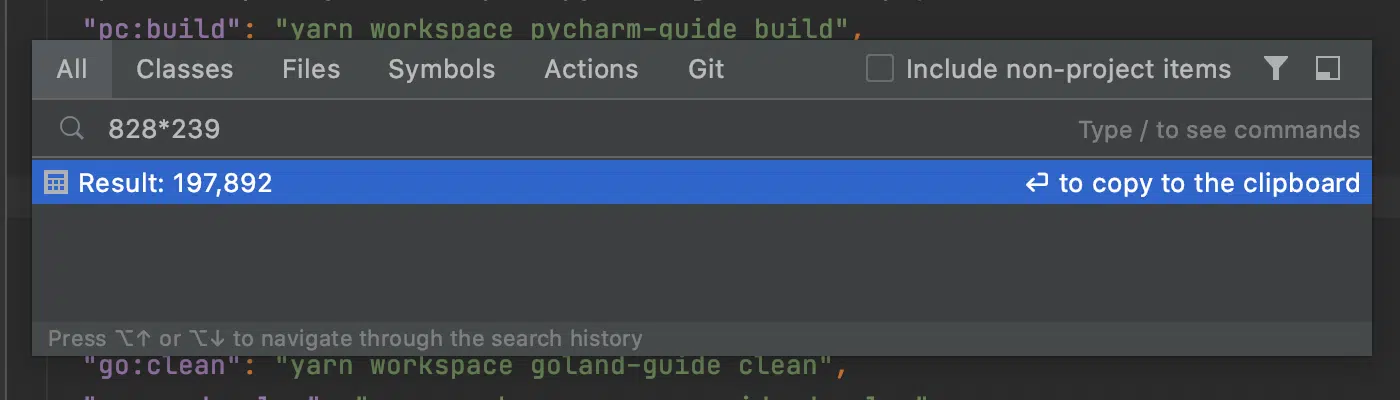 "pc:build": "yarn workspace pycharm-guide build",
All Classes Files Symbols Actions Git Include non-project items
828*239 Type / to see commands
Result: 197,892 ⏎ to copy to the clipboard
Press ⌥↑ or ⌥↓ to navigate through the search history
"go:clean": "yarn workspace goland-guide clean",